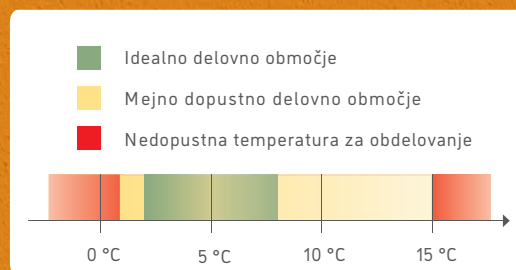 Idealno delovno območje
Mejno dopustno delovno območje
Nedopustna temperatura za obdelovanje
0 °C 5 °C 10 °C 15 °C